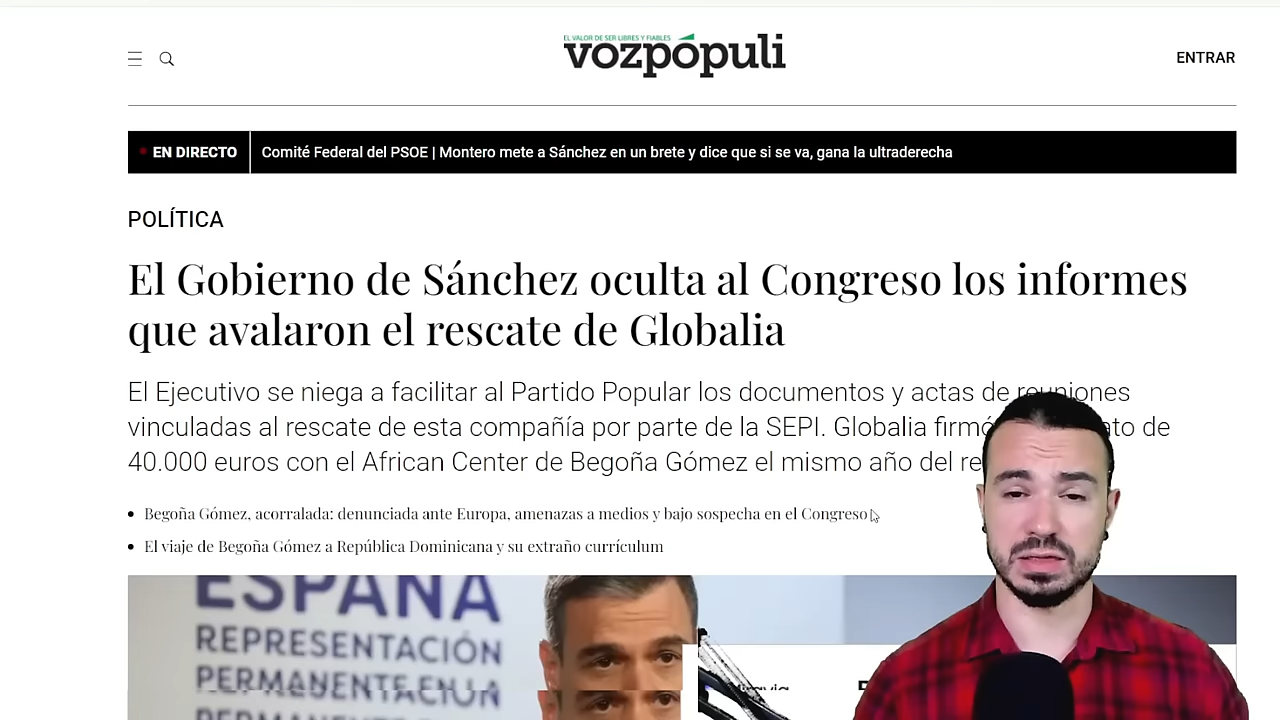 EL VALOR DE SER LIBRES Y FIABLES
vozpópuli
ENTRAR
EN DIRECTO
Comité Federal del PSOE | Montero mete a Sánchez en un brete y dice que si se va, gana la ultraderecha
POLÍTICA
El Gobierno de Sánchez oculta al Congreso los informes
que avalaron el rescate de Globalia
El Ejecutivo se niega a facilitar al Partido Popular los documentos y actas de reuniones
vinculadas al rescate de esta compañía por parte de la SEPI. Globalia firmó de
40.000 euros con el African Center de Begoña Gómez el mismo año del
Begoña Gómez, acorralada: denunciada ante Europa, amenazas a medios y bajo sospecha en el Congreso
El viaje de Begoña Gómez a República Dominicana y su extraño currículum
ESPAÑA
REPRESENTACIÓN
PERMANENTE EN LA